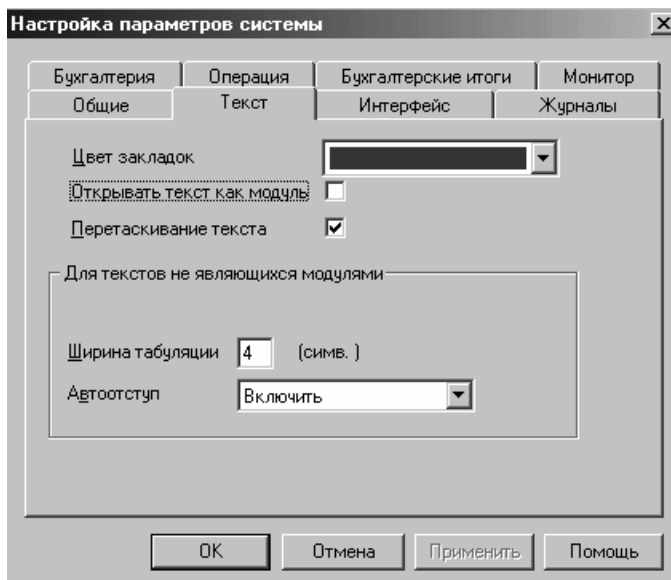 Настройка параметров системы
Бухгалтерия Операция Бухгалтерские итоги Монитор
Общие Текст Интерфейс Журналы
Цвет закладок
Открывать текст как модуль
Перетаскивание текста
Для текстов не являющихся модулями
Ширина табуляции 4 (симв. )
Автоотступ Включить
OK Отмена Применить Помощь